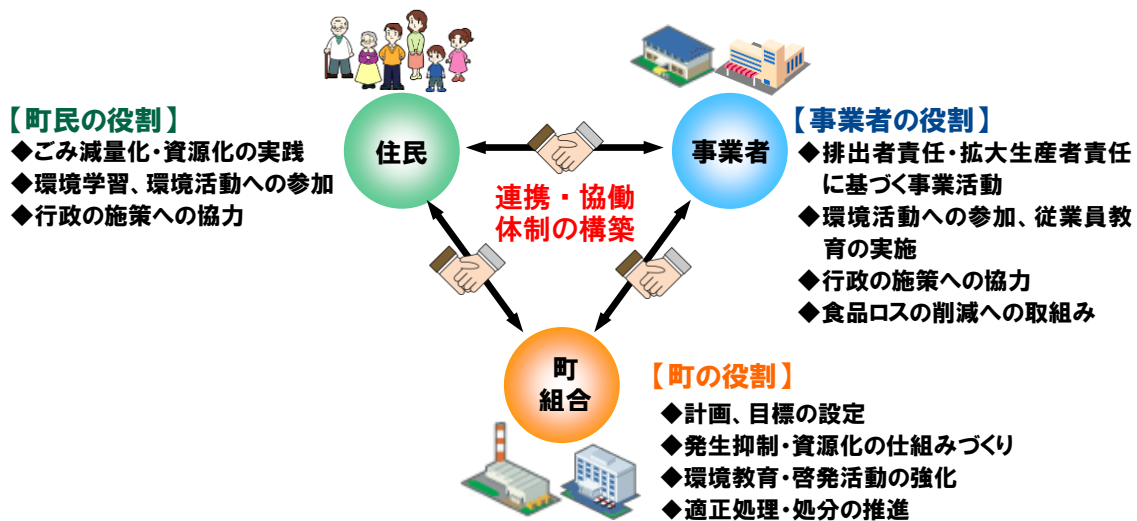 【町民の役割】
◆ごみ減量化・資源化の実践
◆環境学習、環境活動への参加
◆行政の施策への協力
住民
事業者
連携・協働
体制の構築
【事業者の役割】
◆排出者責任・拡大生産者責任
に基づく事業活動
◆環境活動への参加、従業員教
育の実施
◆行政の施策への協力
◆食品ロスの削減への取組み
町
組合
【町の役割】
◆計画、目標の設定
◆発生抑制・資源化の仕組みづくり
◆環境教育・啓発活動の強化
◆適正処理・処分の推進